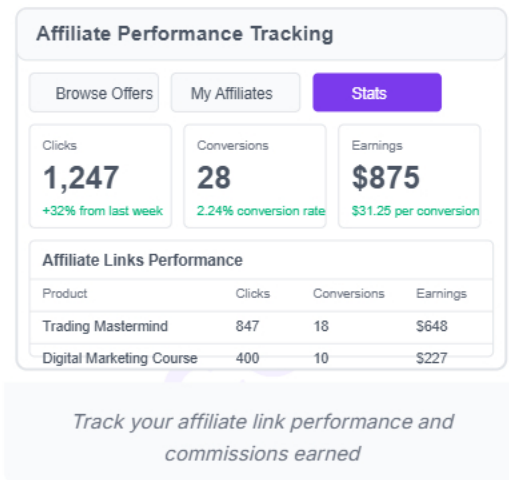 Affiliate Performance Tracking
Browse Offers My Affiliates Stats
Clicks Conversions Earnings
1,247 28 $875
+32% from last week 2.24% conversion rate $31.25 per conversion
Affiliate Links Performance
Product Clicks Conversions Earnings
Trading Mastermind 847 18 $648
Digital Marketing Course 400 10 $227
Track your affiliate link performance and
commissions earned